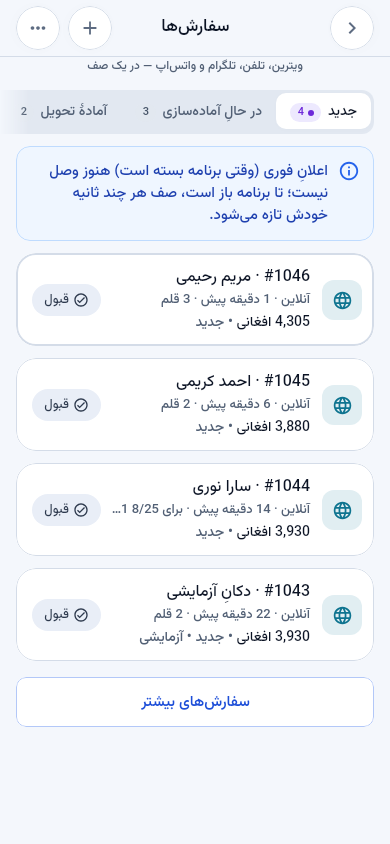 سفارش‌ها
ویترین، تلفن، تلگرام و واتس‌اپ — در یک صف
جدید 4
در حالِ آماده‌سازی 3
آمادهٔ تحویل 2
اعلانِ فوری (وقتی برنامه بسته است) هنوز وصل
نیست؛ تا برنامه باز است، صف هر چند ثانیه
خودش تازه می‌شود.
#1046 · مریم رحیمی
آنلاین · 1 دقیقه پیش · 3 قلم
4,305 افغانی • جدید
قبول
#1045 · احمد کریمی
آنلاین · 6 دقیقه پیش · 2 قلم
3,880 افغانی • جدید
قبول
#1044 · سارا نوری
آنلاین · 14 دقیقه پیش · برای 8/25 1…
3,930 افغانی • جدید
قبول
#1043 · دکانِ آزمایشی
آنلاین · 22 دقیقه پیش · 2 قلم
3,930 افغانی • جدید • آزمایشی
قبول
سفارش‌های بیشتر